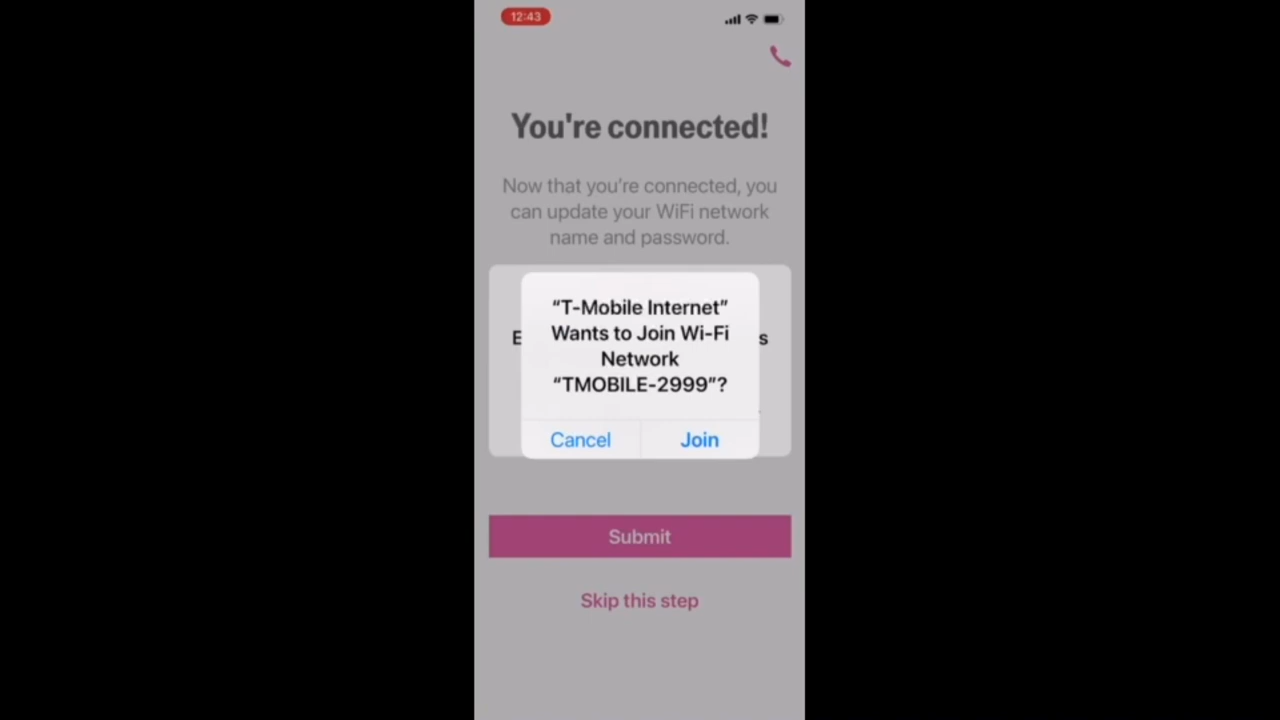 12:43
You're connected!
Now that you're connected, you
can update your WiFi network
name and password.
“T-Mobile Internet”
Wants to Join Wi-Fi
Network
“TMOBILE-2999”?
Cancel Join
Submit
Skip this step